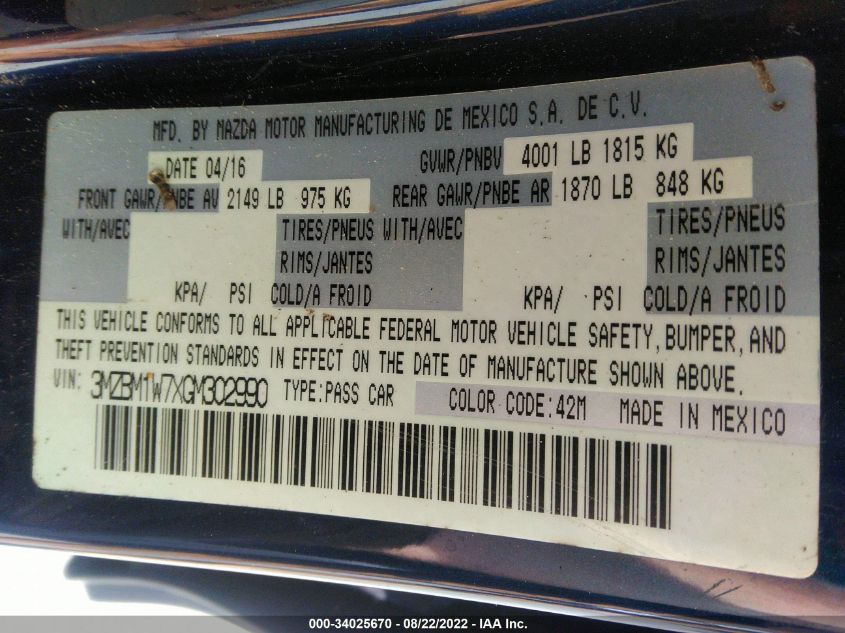 MFD. BY MAZDA MOTOR MANUFACTURING DE MEXICO S.A. DE C.V.
DATE 04/16 GVWR/PNBV 4001 LB 1815 KG
FRONT GAWR/PNBE AV 2149 LB 975 KG REAR GAWR/PNBE AR 1870 LB 848 KG
WITH/AVEC TIRES/PNEUS WITH/AVEC TIRES/PNEUS
RIMS/JANTES RIMS/JANTES
KPA/ PSI COLD/A FROID KPA/ PSI COLD/A FROID
THIS VEHICLE CONFORMS TO ALL APPLICABLE FEDERAL MOTOR VEHICLE SAFETY, BUMPER, AND
THEFT PREVENTION STANDARDS IN EFFECT ON THE DATE OF MANUFACTURE SHOWN ABOVE.
VIN: 3MZBM1W7XGM302990 TYPE:PASS CAR COLOR CODE:42M MADE IN MEXICO
000-34025670 - 08/22/2022 - IAA Inc.